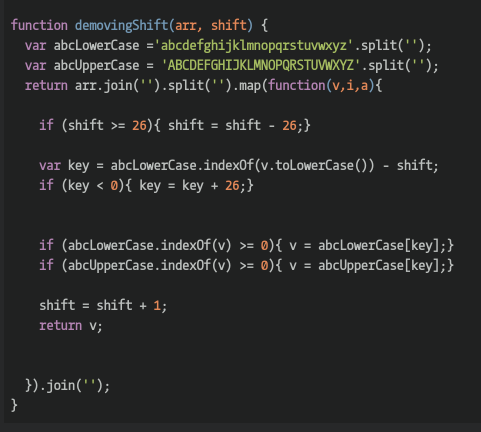 function demovingShift(arr, shift) {
  var abcLowerCase ='abcdefghijklmnopqrstuvwxyz'.split('');
  var abcUpperCase = 'ABCDEFGHIJKLMNOPQRSTUVWXYZ'.split('');
  return arr.join('').split('').map(function(v,i,a){
    if (shift >= 26){ shift = shift - 26;}
    var key = abcLowerCase.indexOf(v.toLowerCase()) - shift;
    if (key < 0){ key = key + 26;}
    if (abcLowerCase.indexOf(v) >= 0){ v = abcLowerCase[key];}
    if (abcUpperCase.indexOf(v) >= 0){ v = abcUpperCase[key];}
    shift = shift + 1;
    return v;
  }).join('');
}